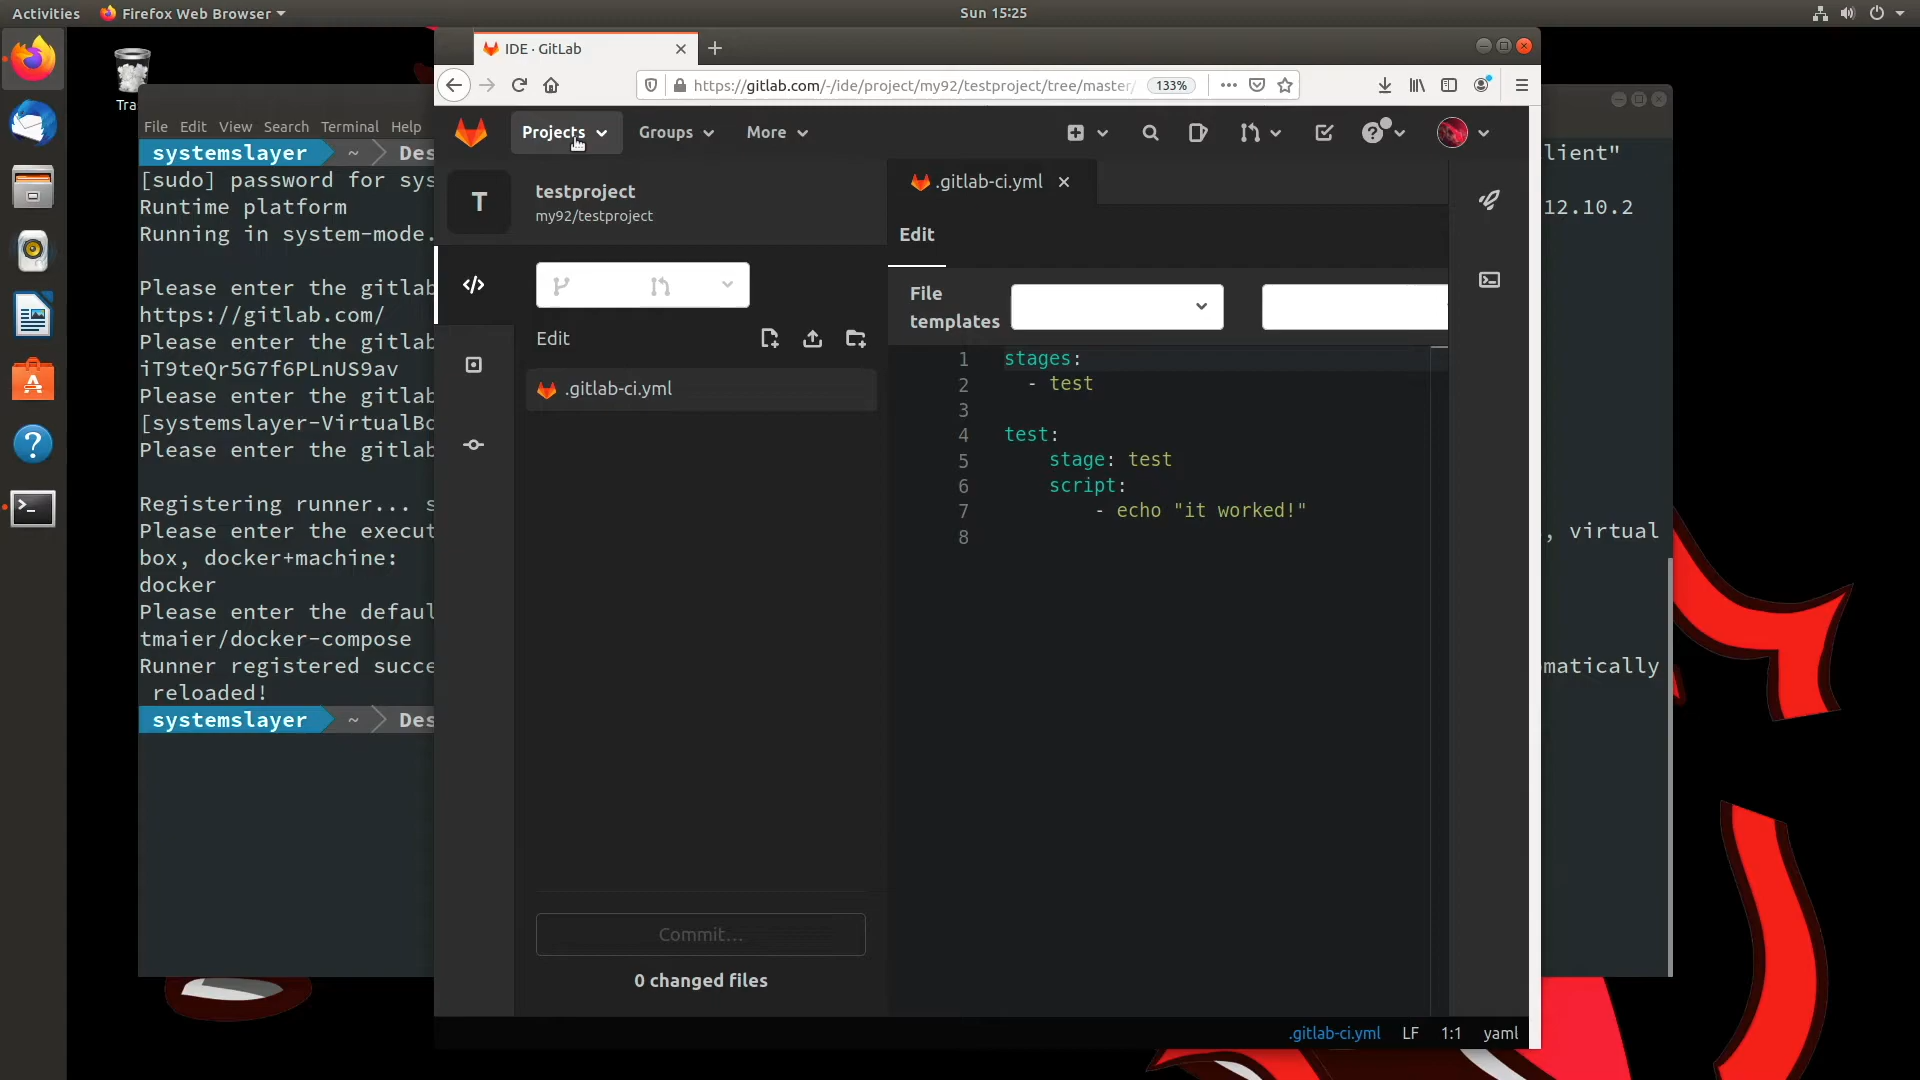 Activities
Firefox Web Browser
Sun 15:25
IDE · GitLab
https://gitlab.com/-/ide/project/my92/testproject/tree/master/
133%
Projects
Groups
More
Tra
File Edit View Search Terminal Help
systemslayer ~ Des
[sudo] password for sys
Runtime platform
Running in system-mode.
Please enter the gitlab
https://gitlab.com/
Please enter the gitlab
iT9teQr5G7f6PLnUS9av
Please enter the gitlab
[systemslayer-VirtualBo
Please enter the gitlab
Registering runner... s
Please enter the execut
box, docker+machine:
docker
Please enter the defaul
tmaier/docker-compose
Runner registered succe
reloaded!
systemslayer ~ Des
T
testproject
my92/testproject
Edit
.gitlab-ci.yml
Commit…
0 changed files
.gitlab-ci.yml
Edit
File templates
1 stages:
2 - test
3
4 test:
5 stage: test
6 script:
7 - echo "it worked!"
8
.gitlab-ci.yml LF 1:1 yaml
lient"
12.10.2
, virtual
matically